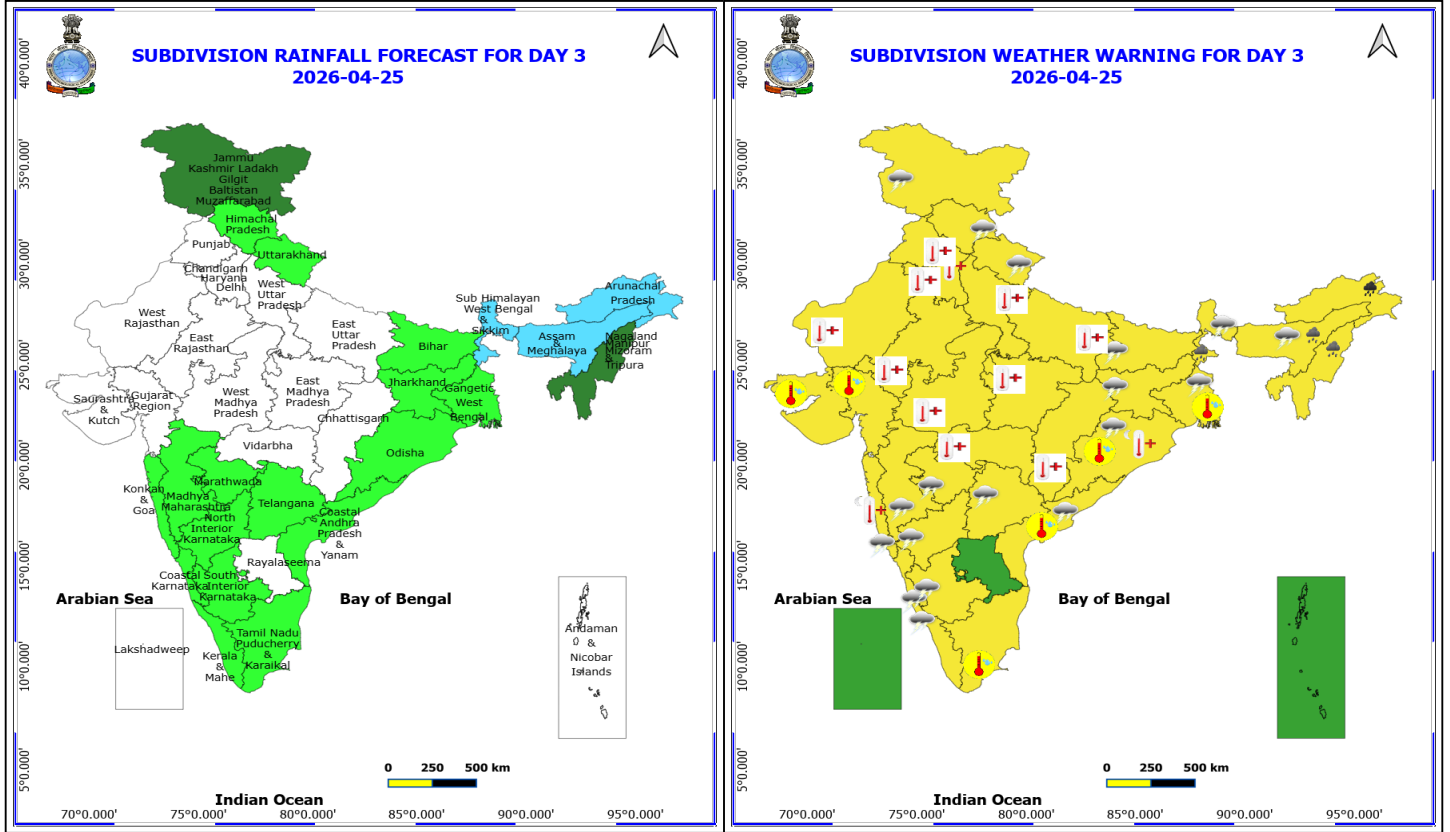 SUBDIVISION RAINFALL FORECAST FOR DAY 3
2026-04-25
40°0.000'
35°0.000'
30°0.000'
25°0.000'
20°0.000'
15°0.000'
10°0.000'
5°0.000'
Jammu
Kashmir Ladakh
Gilgit
Baltistan
Muzaffarabad
Himachal
Pradesh
Punjab
Uttarakhand
Chandigarh
Haryana
Delhi
West
Uttar
Pradesh
West
Rajasthan
East
Rajasthan
East
Uttar
Pradesh
Sub Himalayan
West Bengal
&
Sikkim
Arunachal
Pradesh
Assam
&
Meghalaya
Nagaland
Manipur
Mizoram
&
Tripura
Bihar
Jharkhand
Gangetic
West
Bengal
Saurashtra
&
Kutch
Gujarat
Region
West
Madhya
Pradesh
East
Madhya
Pradesh
Chhattisgarh
Vidarbha
Odisha
Konkan
&
Goa
Madhya
Maharashtra
Marathwada
Telangana
North
Interior
Karnataka
Coastal
Andhra
Pradesh
&
Yanam
Rayalaseema
Coastal
Karnataka
South
Interior
Karnataka
Arabian Sea
Bay of Bengal
Lakshadweep
Kerala
&
Mahe
Tamil Nadu
Puducherry
&
Karaikal
Andaman
&
Nicobar
Islands
0 250 500 km
Indian Ocean
70°0.000' 75°0.000' 80°0.000' 85°0.000' 90°0.000' 95°0.000'
SUBDIVISION WEATHER WARNING FOR DAY 3
2026-04-25
40°0.000'
35°0.000'
30°0.000'
25°0.000'
20°0.000'
15°0.000'
10°0.000'
5°0.000'
Arabian Sea
Bay of Bengal
0 250 500 km
Indian Ocean
70°0.000' 75°0.000' 80°0.000' 85°0.000' 90°0.000' 95°0.000'